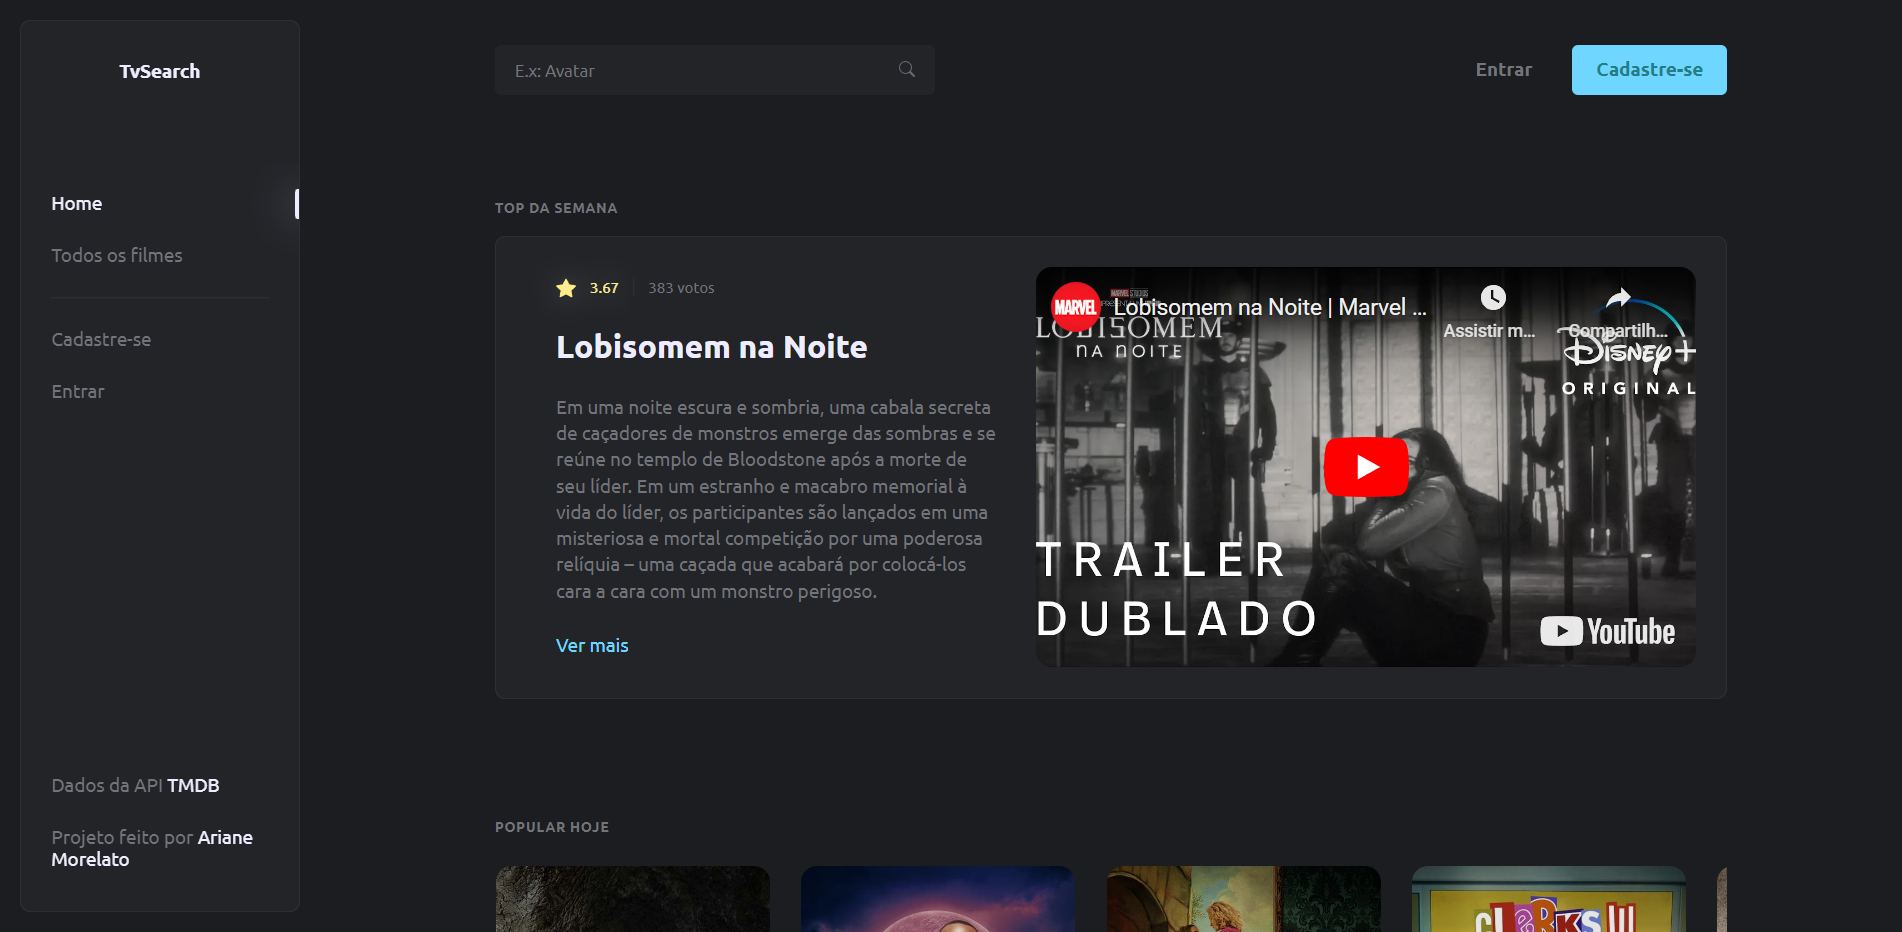 TvSearch
Home
Todos os filmes
Cadastre-se
Entrar
Dados da API TMDB
Projeto feito por Ariane
Morelato
E.x: Avatar
Entrar
Cadastre-se
TOP DA SEMANA
3.67
383 votos
Lobisomem na Noite
Em uma noite escura e sombria, uma cabala secreta
de caçadores de monstros emerge das sombras e se
reúne no templo de Bloodstone após a morte de
seu líder. Em um estranho e macabro memorial à
vida do líder, os participantes são lançados em uma
misteriosa e mortal competição por uma poderosa
relíquia – uma caçada que acabará por colocá-los
cara a cara com um monstro perigoso.
Ver mais
MARVEL
Lobisomem na Noite | Marvel ...
MARVEL STUDIOS
LOBISOMEM
NA NOITE
Assistir m...
Compartilh...
Disney+
ORIGINAL
TRAILER
DUBLADO
YouTube
POPULAR HOJE
CLERKS III